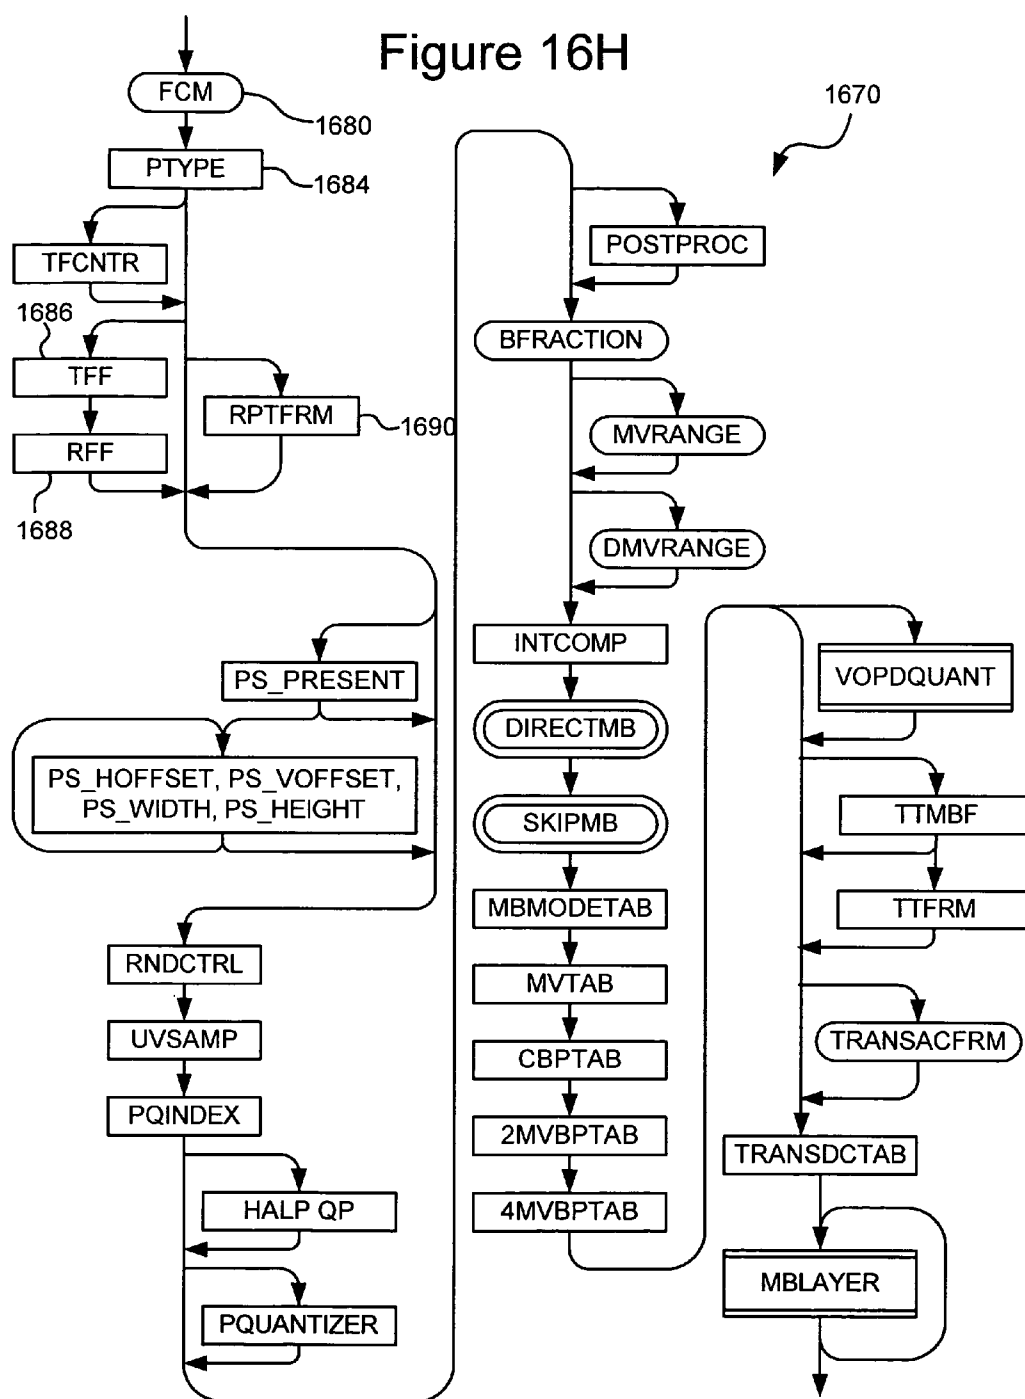 Figure 16H
FCM
1680
PTYPE
1684
TFCNTR
1686
TFF
RPTFRM
1690
RFF
1688
PS_PRESENT
PS_HOFFSET, PS_VOFFSET,
PS_WIDTH, PS_HEIGHT
RNDCTRL
UVSAMP
PQINDEX
HALP QP
PQUANTIZER
1670
POSTPROC
BFRACTION
MVRANGE
DMVRANGE
INTCOMP
DIRECTMB
SKIPMB
MBMODETAB
MVTAB
CBPTAB
2MVBPTAB
4MVBPTAB
VOPDQUANT
TTMBF
TTFRM
TRANSACFRM
TRANSDCTAB
MBLAYER